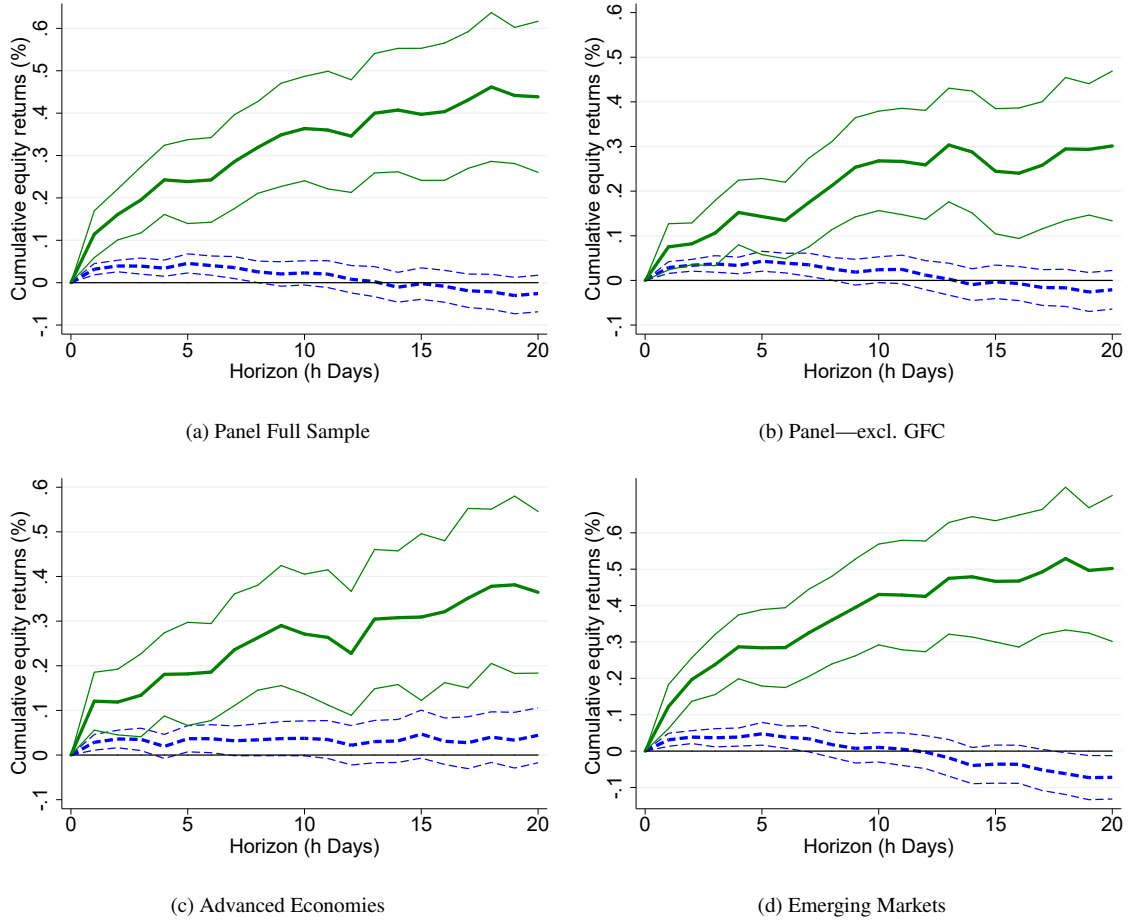 Cumulative equity returns (%)
.6
.5
.4
.3
.2
.1
0
-.1
0 5 10 15 20
Horizon (h Days)
(a) Panel Full Sample
Cumulative equity returns (%)
.6
.5
.4
.3
.2
.1
0
-.1
0 5 10 15 20
Horizon (h Days)
(b) Panel—excl. GFC
Cumulative equity returns (%)
.6
.5
.4
.3
.2
.1
0
-.1
0 5 10 15 20
Horizon (h Days)
(c) Advanced Economies
Cumulative equity returns (%)
.6
.5
.4
.3
.2
.1
0
-.1
0 5 10 15 20
Horizon (h Days)
(d) Emerging Markets